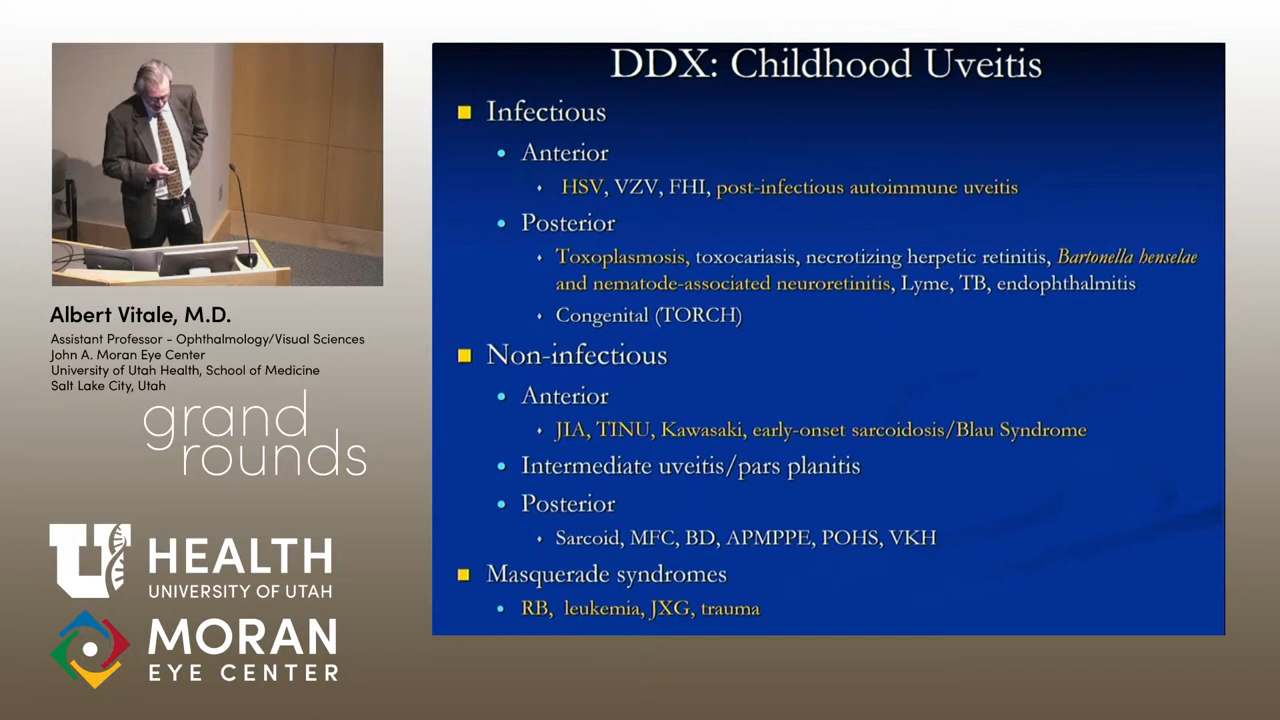 DDX: Childhood Uveitis
Infectious
Anterior
HSV, VZV, FHI, post-infectious autoimmune uveitis
Posterior
Toxoplasmosis, toxocariasis, necrotizing herpetic retinitis, Bartonella henselae
and nematode-associated neuroretinitis, Lyme, TB, endophthalmitis
Congenital (TORCH)
Non-infectious
Anterior
JIA, TINU, Kawasaki, early-onset sarcoidosis/Blau Syndrome
Intermediate uveitis/pars planitis
Posterior
Sarcoid, MFC, BD, APMPPE, POHS, VKH
Masquerade syndromes
RB, leukemia, JXG, trauma
Albert Vitale, M.D.
Assistant Professor - Ophthalmology/Visual Sciences
John A. Moran Eye Center
University of Utah Health, School of Medicine
Salt Lake City, Utah
grand
rounds
U HEALTH
UNIVERSITY OF UTAH
MORAN
EYE CENTER